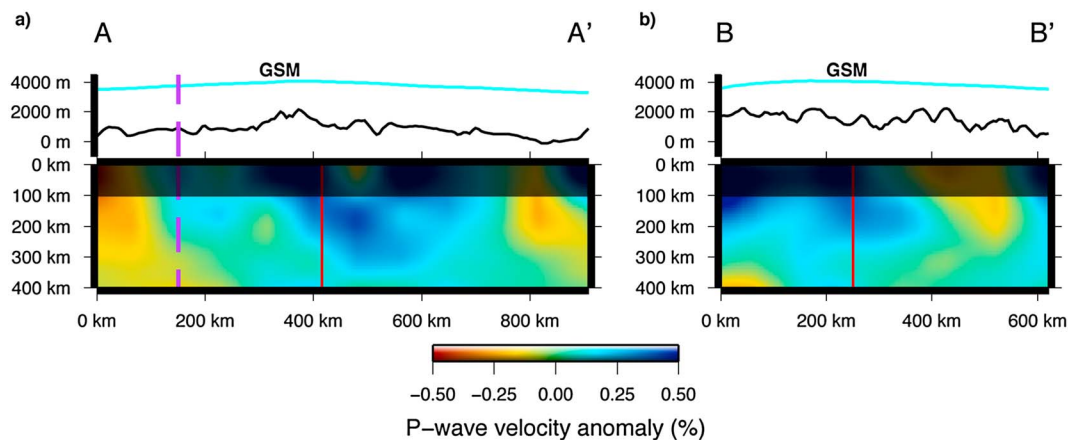 a)
A
A’
GSM
4000 m
2000 m
0 m
0 km
100 km
200 km
300 km
400 km
0 km
200 km
400 km
600 km
800 km
b)
B
B’
GSM
4000 m
2000 m
0 m
0 km
100 km
200 km
300 km
400 km
0 km
200 km
400 km
600 km
−0.50
−0.25
0.00
0.25
0.50
P−wave velocity anomaly (%)